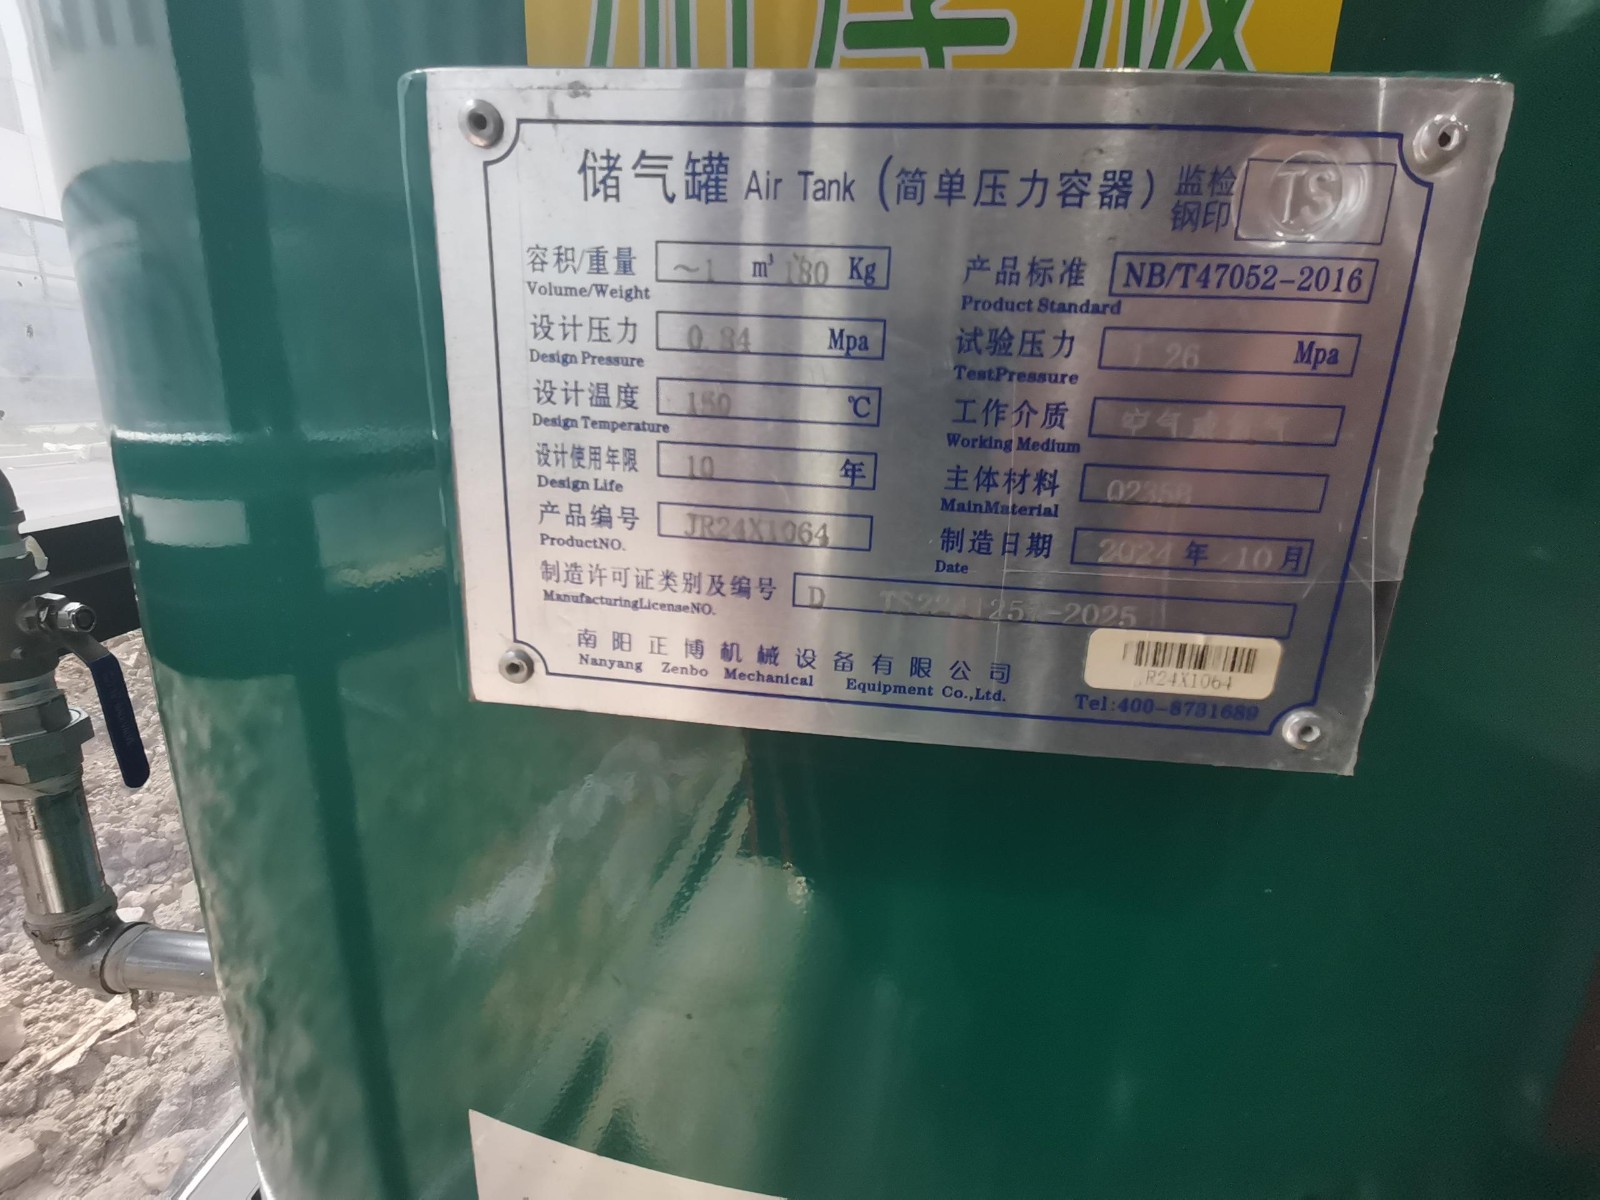 加厚板
储气罐 Air Tank (简单压力容器) 监检钢印 TS
容积/重量 ~1 m³ 180 Kg 产品标准 NB/T47052-2016
Volume/Weight Product Standard
设计压力 0.84 Mpa 试验压力 1.26 Mpa
Design Pressure TestPressure
设计温度 150 ℃ 工作介质 空气或
Design Temperature Working Medium
设计使用年限 10 年 主体材料 Q235B
Design Life MainMaterial
产品编号 JR24X1064 制造日期 2024 年 10 月
ProductNO. Date
制造许可证类别及编号 D
ManufacturingLicenseNO.
南阳正博机械设备有限公司 JR24X1064
Nanyang Zenbo Mechanical Equipment Co.,Ltd. Tel:400-8731689